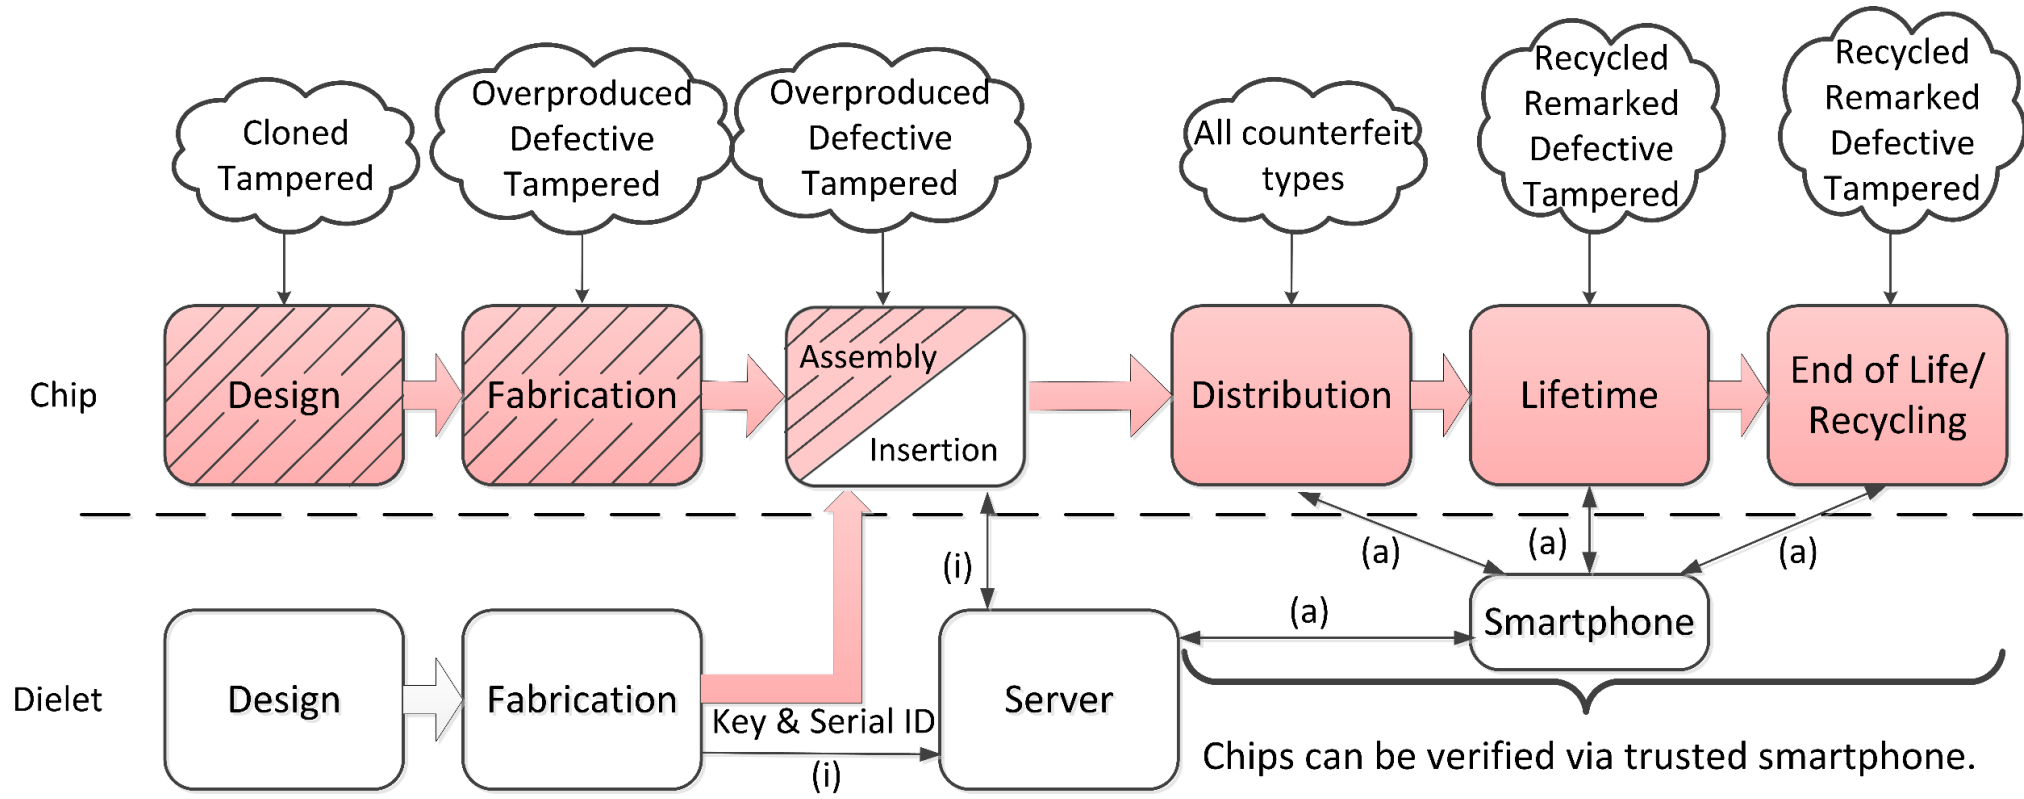 Cloned
Tampered
Overproduced
Defective
Tampered
Overproduced
Defective
Tampered
All counterfeit
types
Recycled
Remarked
Defective
Tampered
Recycled
Remarked
Defective
Tampered
Chip
Design
Fabrication
Assembly
Insertion
Distribution
Lifetime
End of Life/
Recycling
(i)
(a)
(a)
(a)
Dielet
Design
Fabrication
Key & Serial ID
(i)
Server
(a)
Smartphone
Chips can be verified via trusted smartphone.